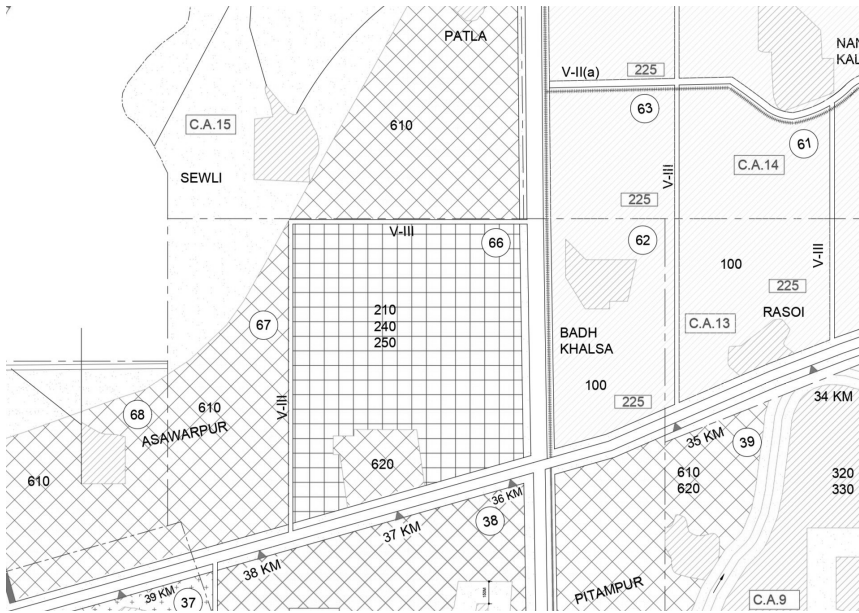 PATLA
NAN
KAL
V-II(a)
225
C.A.15
610
63
61
SEWLI
225
V-III
C.A.14
V-III
66
62
V-III
100
225
67
210
240
250
C.A.13
RASOI
BADH
KHALSA
100
V-III
225
34 KM
610
68
ASAWARPUR
35 KM
39
620
610
610
620
320
330
36 KM
38
37 KM
38 KM
39 KM
37
PITAMPUR
C.A.9